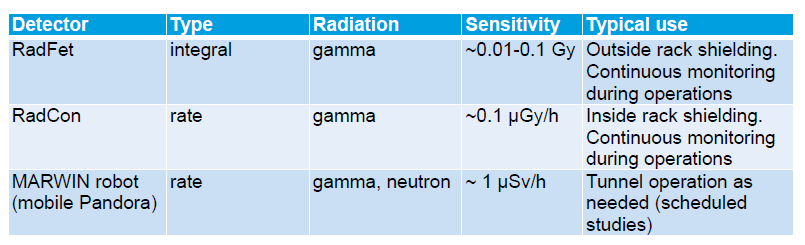 Detector Type Radiation Sensitivity Typical use
RadFet integral gamma ~0.01-0.1 Gy Outside rack shielding.
Continuous monitoring
during operations
RadCon rate gamma ~0.1 µGy/h Inside rack shielding.
Continuous monitoring
during operations
MARWIN robot rate gamma, neutron ~ 1 µSv/h Tunnel operation as
(mobile Pandora) needed (scheduled
studies)